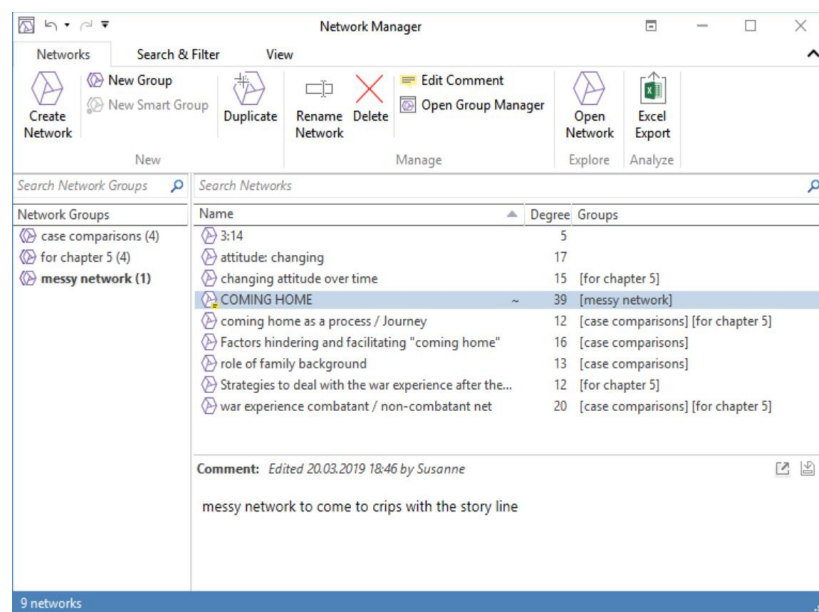 Network Manager
Networks Search & Filter View
Create Network
New Group
New Smart Group
Duplicate
Rename Network
Delete
Edit Comment
Open Group Manager
Open Network
Excel Export
New Manage Explore Analyze
Search Network Groups
Search Networks
Network Groups
case comparisons (4)
for chapter 5 (4)
messy network (1)
Name Degree Groups
3:14 5
attitude: changing 17
changing attitude over time 15 [for chapter 5]
COMING HOME ~ 39 [messy network]
coming home as a process / Journey 12 [case comparisons] [for chapter 5]
Factors hindering and facilitating "coming home" 16 [case comparisons]
role of family background 13 [case comparisons]
Strategies to deal with the war experience after the... 12 [for chapter 5]
war experience combatant / non-combatant net 20 [case comparisons] [for chapter 5]
Comment: Edited 20.03.2019 18:46 by Susanne
messy network to come to crips with the story line
9 networks